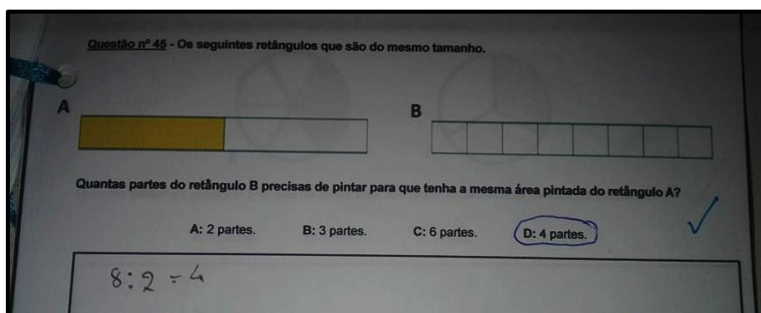 Questão nº 45 - Os seguintes retângulos que são do mesmo tamanho.
A
B
Quantas partes do retângulo B precisas de pintar para que tenha a mesma área pintada do retângulo A?
A: 2 partes. B: 3 partes. C: 6 partes. D: 4 partes.
8:2 = 4